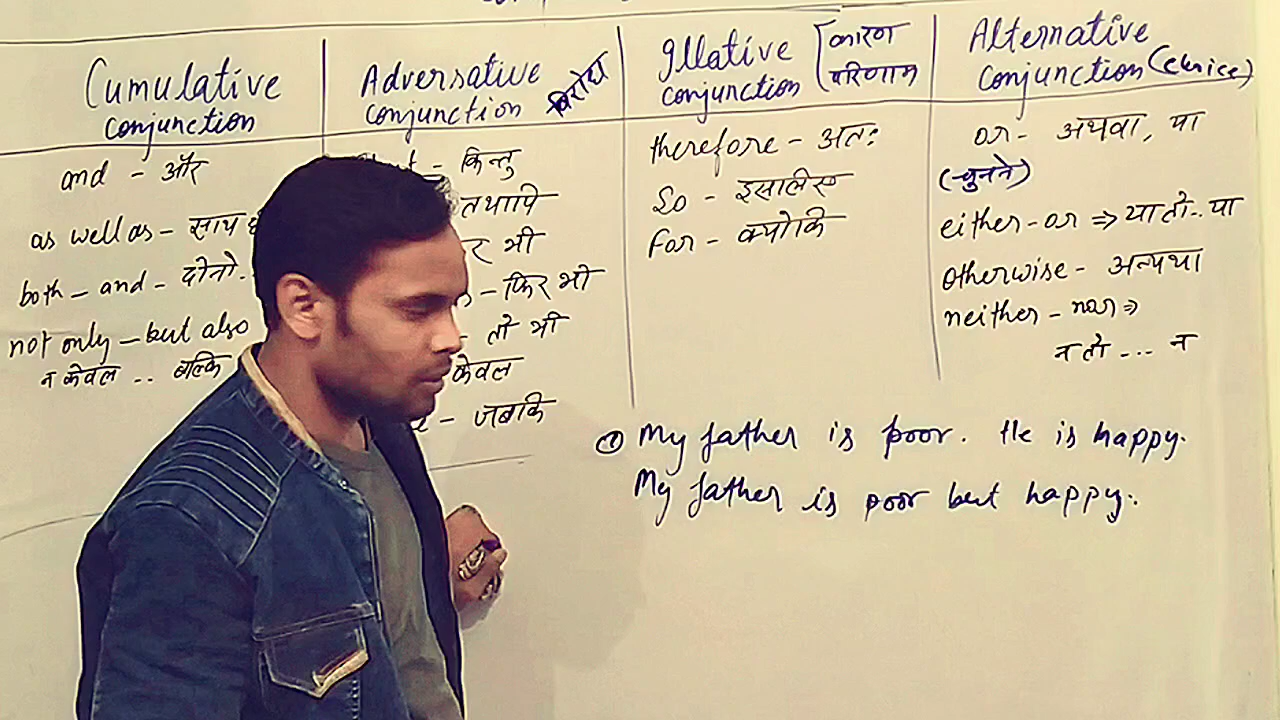 Cumulative
conjunction
and - और
as well as - साथ
both - and - दोनो
not only - but also
न केवल .. बल्कि
Adversative
conjunction विरोध
- किन्तु
तथापि
भी
- फिर भी
- तो भी
केवल
- जबकि
Illative
conjunction
कारण
परिणाम
therefore - अतः
So - इसलिए
For - क्योकि
Alternative
conjunction (choice)
or - अथवा, या
(चुनने)
either - or ⇒ या तो .. या
otherwise - अन्यथा
neither - nor ⇒
न तो ... न
My father is poor. He is happy.
My father is poor but happy.